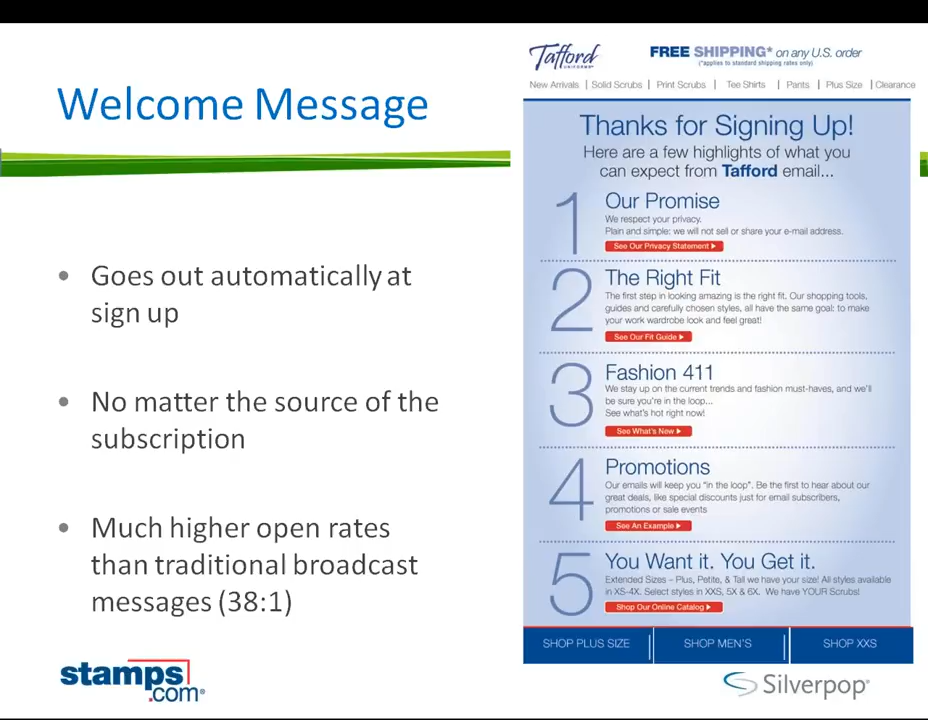 Welcome Message
• Goes out automatically at
sign up
• No matter the source of the
subscription
• Much higher open rates
than traditional broadcast
messages (38:1)
stamps
.com®
Tafford
UNIFORMS
FREE SHIPPING* on any U.S. order
(*applies to standard shipping rates only)
New Arrivals | Solid Scrubs | Print Scrubs | Tee Shirts | Pants | Plus Size | Clearance
Thanks for Signing Up!
Here are a few highlights of what you
can expect from Tafford email...
1
Our Promise
We respect your privacy.
Plain and simple: we will not sell or share your e-mail address.
See Our Privacy Statement ►
2
The Right Fit
The first step in looking amazing is the right fit. Our shopping tools,
guides and carefully chosen styles, all have the same goal: to make
your work wardrobe look and feel great!
See Our Fit Guide ►
3
Fashion 411
We stay up on the current trends and fashion must-haves, and we'll
be sure you're in the loop...
See what's hot right now!
See What's New ►
4
Promotions
Our emails will keep you "in the loop". Be the first to hear about our
great deals, like special discounts just for email subscribers,
promotions or sale events
See An Example ►
5
You Want it. You Get it.
Extended Sizes – Plus, Petite, & Tall we have your size! All styles available
in XS-4X. Select styles in XXS, 5X & 6X. We have YOUR Scrubs!
Shop Our Online Catalog ►
SHOP PLUS SIZE | SHOP MEN'S | SHOP XXS
Silverpop®